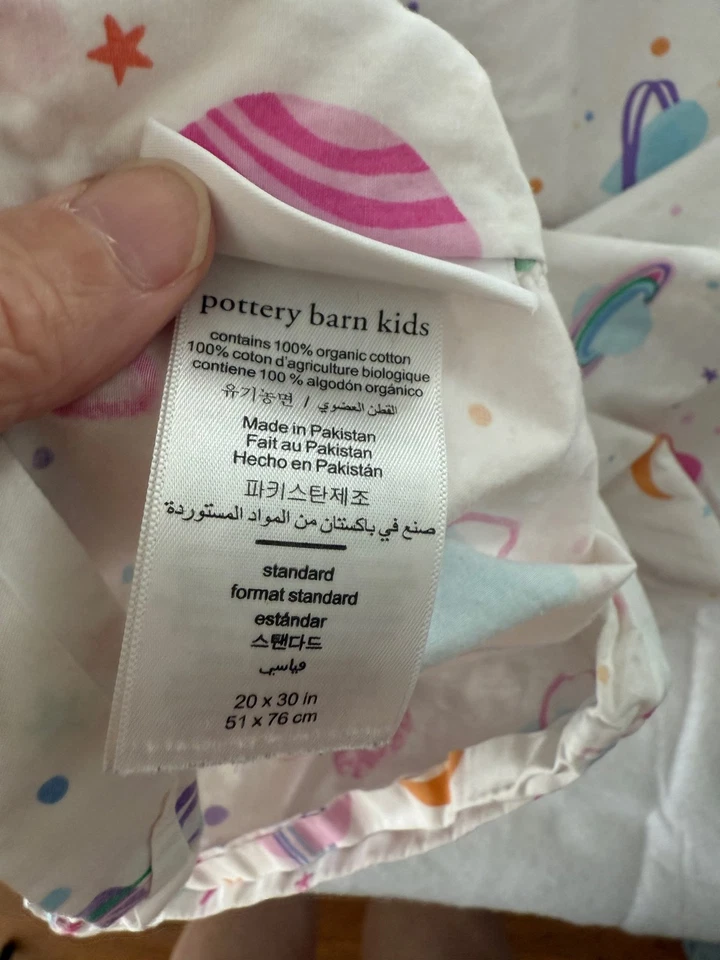 pottery barn kids
contains 100% organic cotton
100% coton d'agriculture biologique
contiene 100 % algodón orgánico
유기농면 / القطن العضوي
Made in Pakistan
Fait au Pakistan
Hecho en Pakistán
파키스탄제조
صنع في باكستان من المواد المستوردة
standard
format standard
estándar
스탠다드
قياسي
20 x 30 in
51 x 76 cm